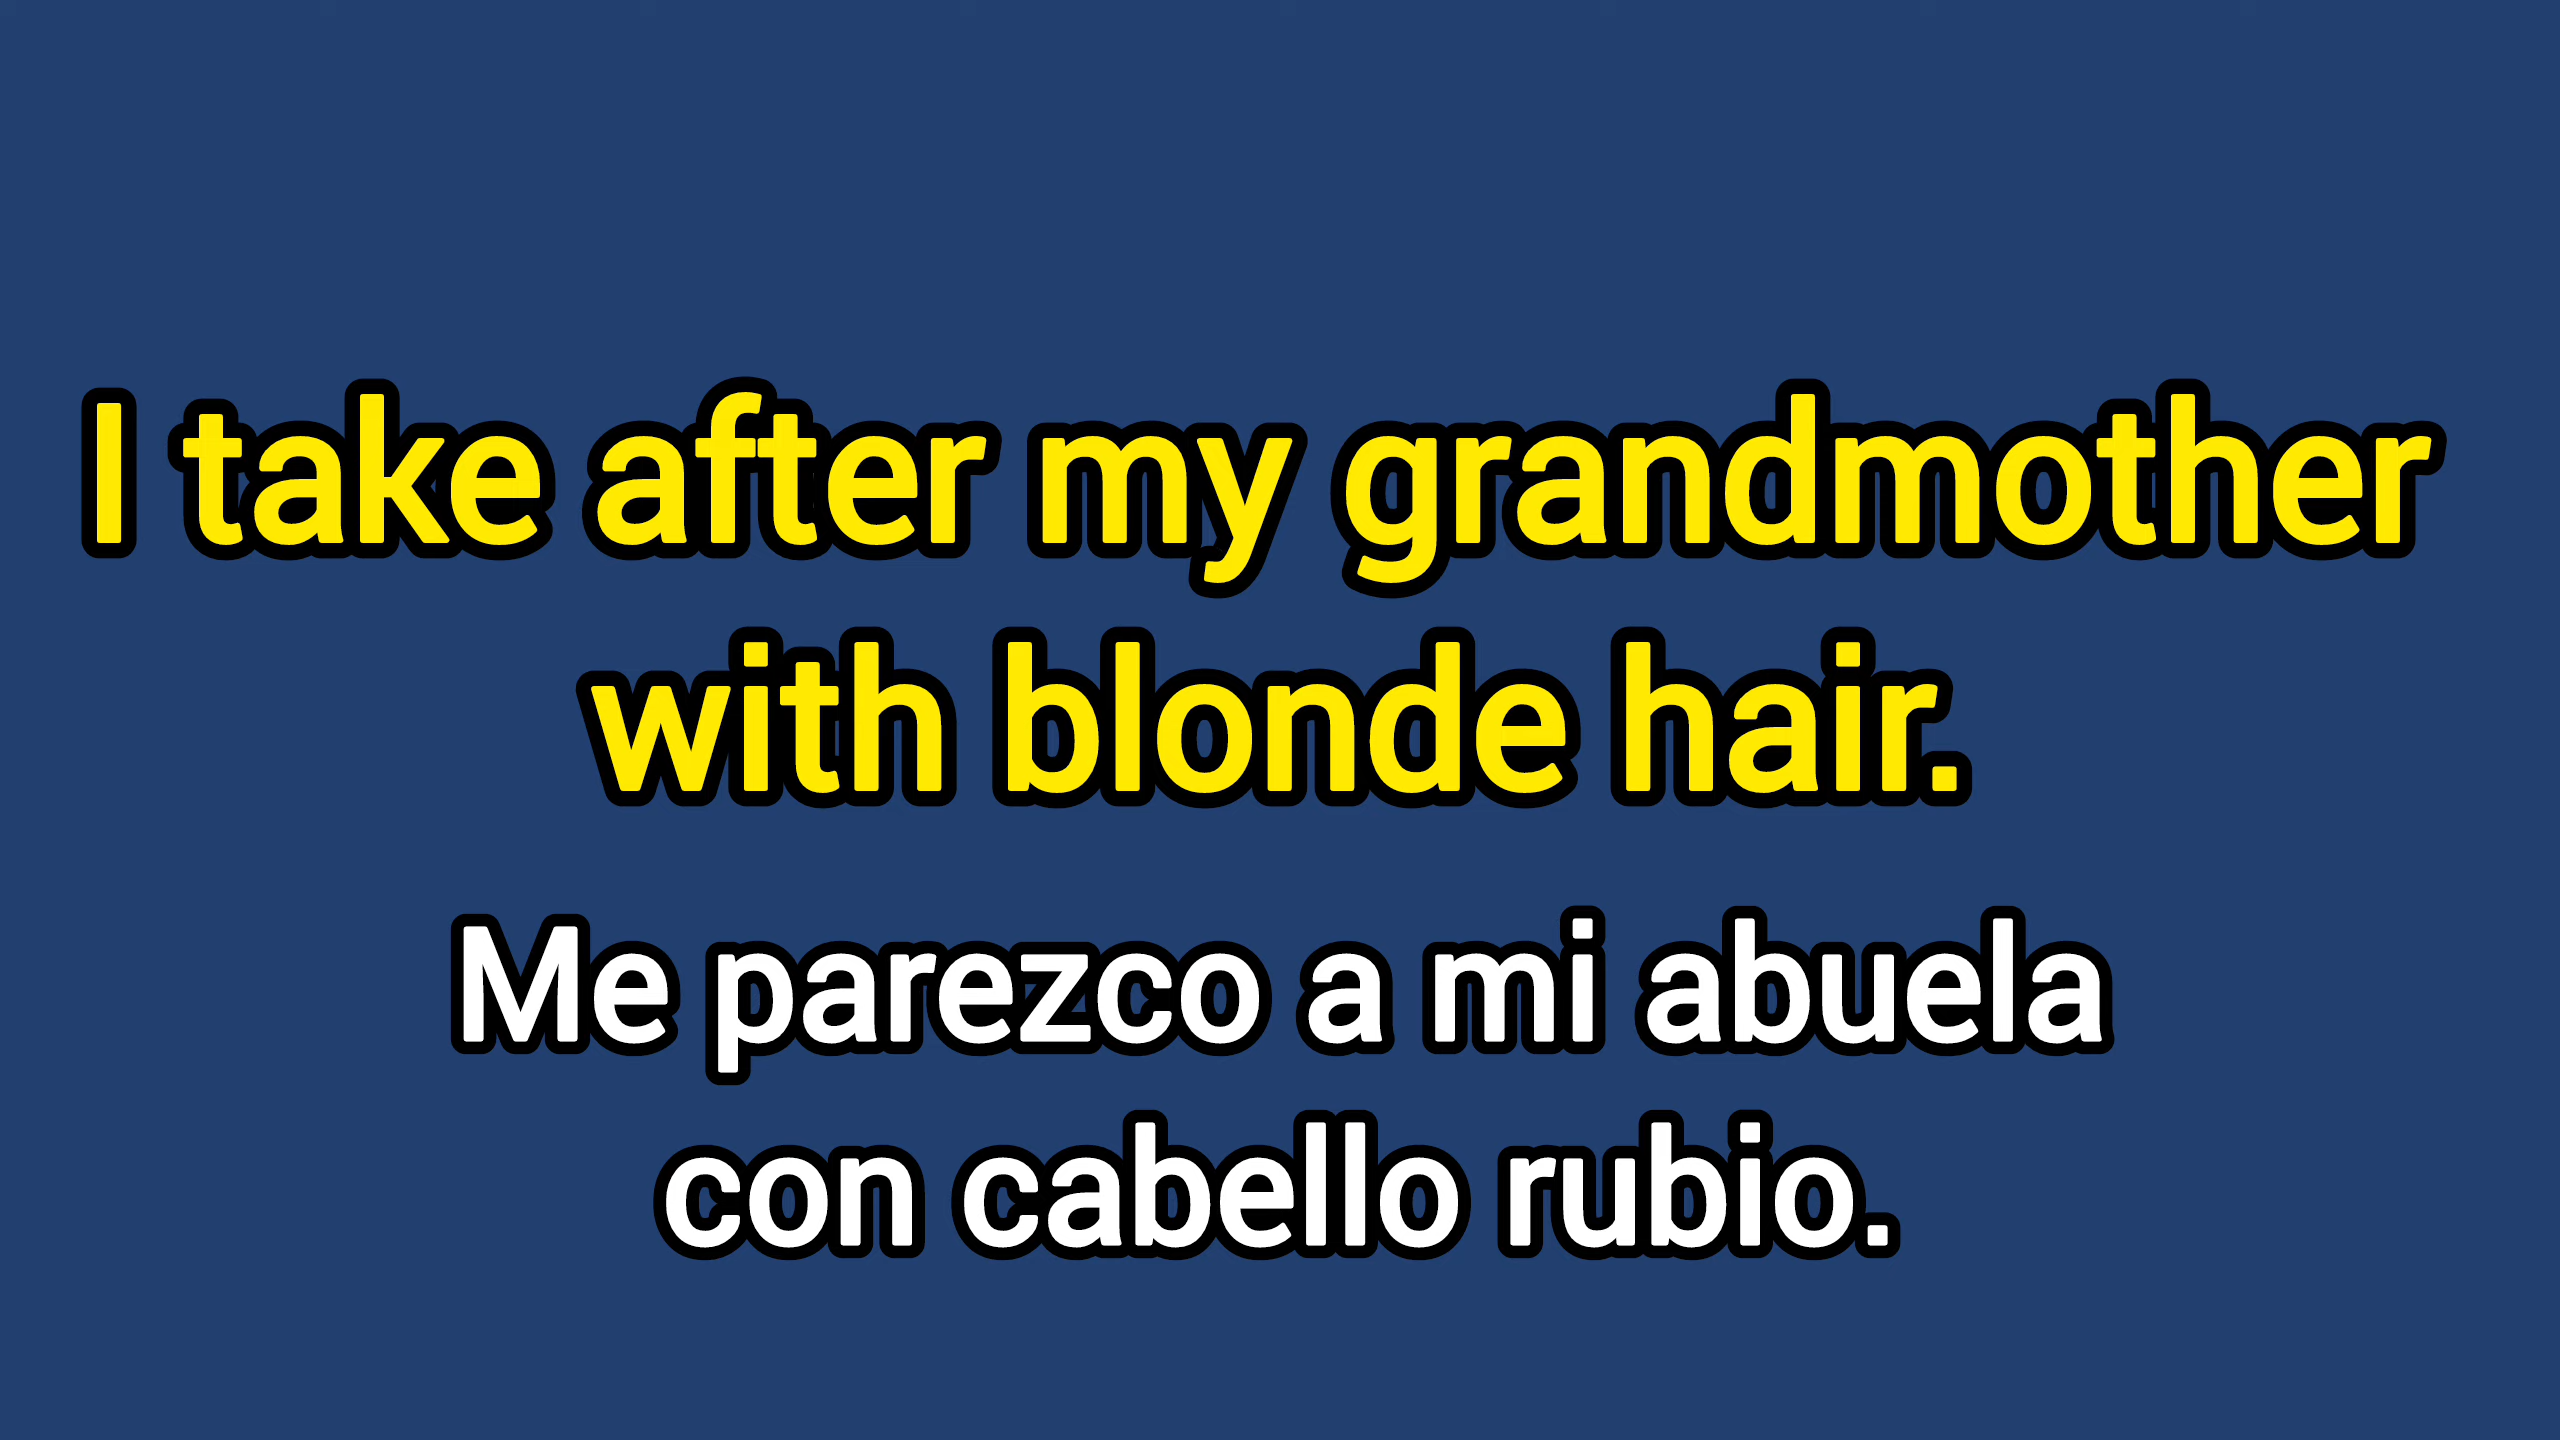 I take after my grandmother
with blonde hair.
Me parezco a mi abuela
con cabello rubio.